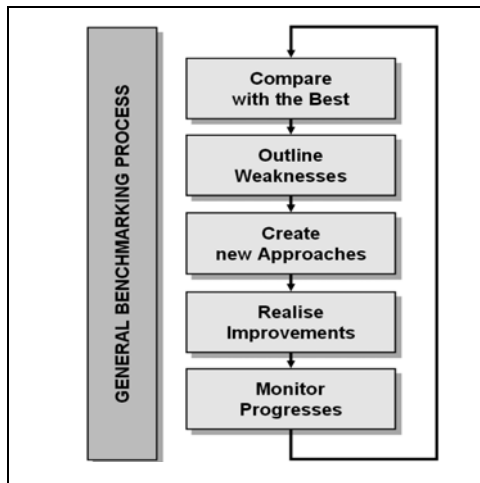 GENERAL BENCHMARKING PROCESS
Compare
with the Best
Outline
Weaknesses
Create
new Approaches
Realise
Improvements
Monitor
Progresses